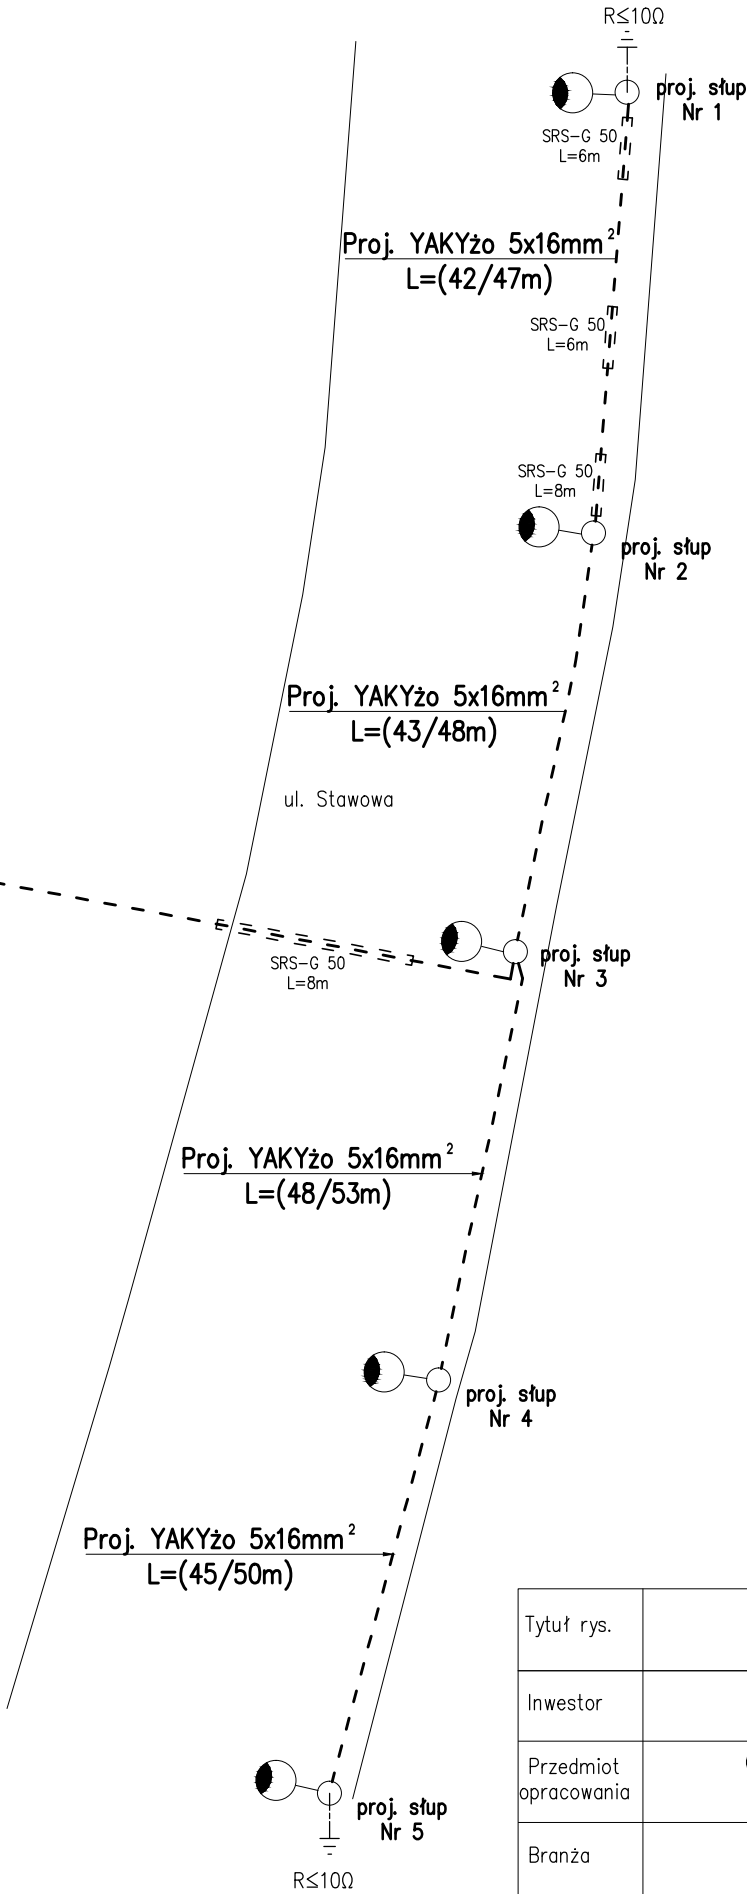 R≤10Ω
proj. słup
Nr 1
SRS-G 50
L=6m
Proj. YAKYżo 5x16mm²
L=(42/47m)
SRS-G 50
L=6m
SRS-G 50
L=8m
proj. słup
Nr 2
Proj. YAKYżo 5x16mm²
L=(43/48m)
ul. Stawowa
proj. słup
Nr 3
SRS-G 50
L=8m
Proj. YAKYżo 5x16mm²
L=(48/53m)
proj. słup
Nr 4
Proj. YAKYżo 5x16mm²
L=(45/50m)
Tytuł rys.
Inwestor
Przedmiot
opracowania
Branża
proj. słup
Nr 5
R≤10Ω